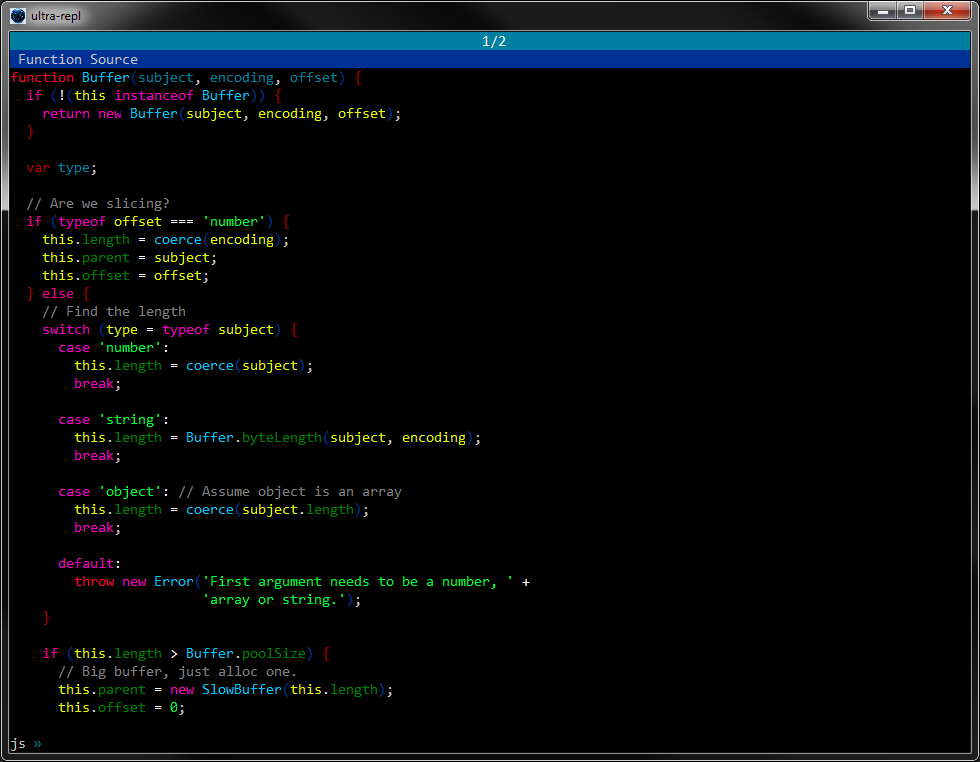 ultra-repl
1/2
Function Source
function Buffer(subject, encoding, offset) {
  if (!(this instanceof Buffer)) {
    return new Buffer(subject, encoding, offset);
  }

  var type;

  // Are we slicing?
  if (typeof offset === 'number') {
    this.length = coerce(encoding);
    this.parent = subject;
    this.offset = offset;
  } else {
    // Find the length
    switch (type = typeof subject) {
      case 'number':
        this.length = coerce(subject);
        break;

      case 'string':
        this.length = Buffer.byteLength(subject, encoding);
        break;

      case 'object': // Assume object is an array
        this.length = coerce(subject.length);
        break;

      default:
        throw new Error('First argument needs to be a number, ' +
                        'array or string.');
    }

    if (this.length > Buffer.poolSize) {
      // Big buffer, just alloc one.
      this.parent = new SlowBuffer(this.length);
      this.offset = 0;

js »